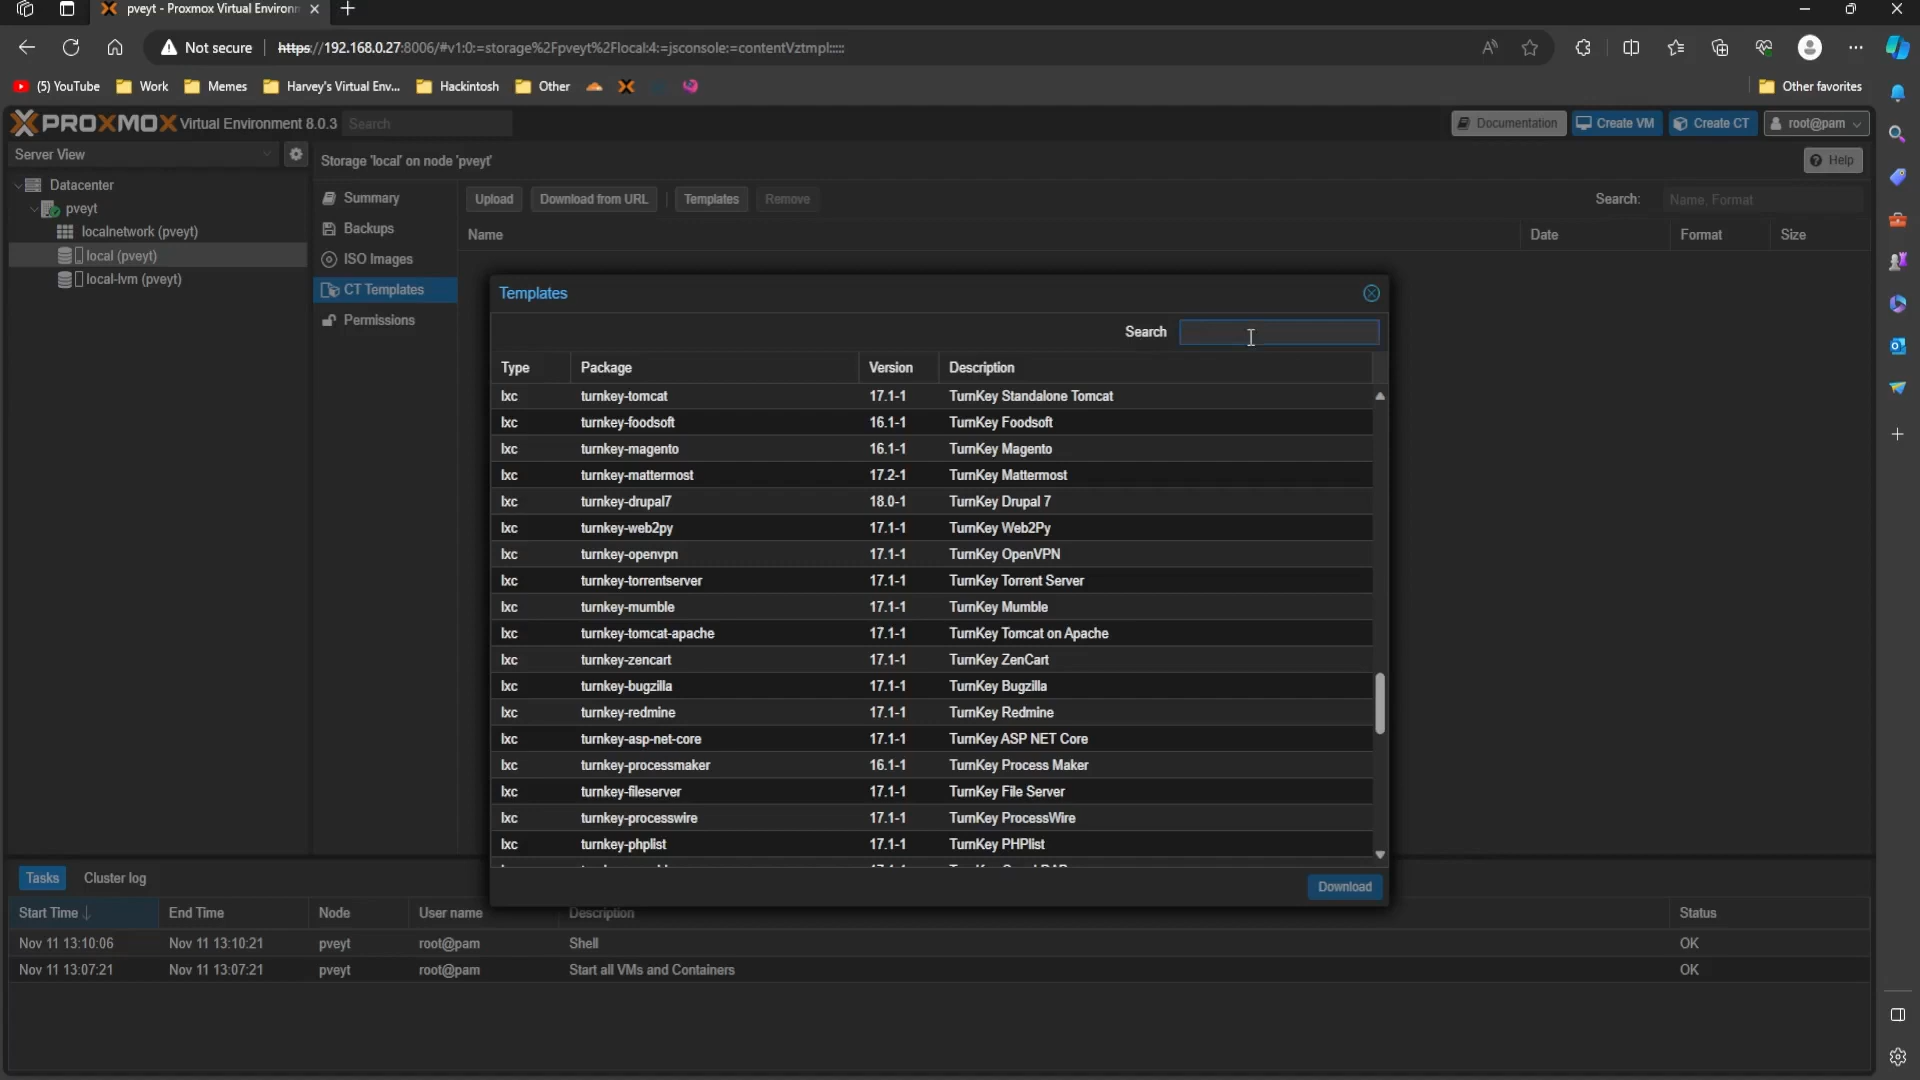 pveyt - Proxmox Virtual Environ
Not secure https://192.168.0.27:8006/#v1:0:=storage%2Fpveyt%2Flocal:4:=jsconsole:=contentVztmpl:::::
(5) YouTube Work Memes Harvey's Virtual Env... Hackintosh Other Other favorites
PROXMOX Virtual Environment 8.0.3 Search Documentation Create VM Create CT root@pam
Server View
Storage 'local' on node 'pveyt' Help
Datacenter
pveyt
localnetwork (pveyt)
local (pveyt)
local-lvm (pveyt)
Summary
Backups
ISO Images
CT Templates
Permissions
Upload Download from URL Templates Remove Search: Name, Format
Name Date Format Size
Templates
Search
Type Package Version Description
lxc turnkey-tomcat 17.1-1 TurnKey Standalone Tomcat
lxc turnkey-foodsoft 16.1-1 TurnKey Foodsoft
lxc turnkey-magento 16.1-1 TurnKey Magento
lxc turnkey-mattermost 17.2-1 TurnKey Mattermost
lxc turnkey-drupal7 18.0-1 TurnKey Drupal 7
lxc turnkey-web2py 17.1-1 TurnKey Web2Py
lxc turnkey-openvpn 17.1-1 TurnKey OpenVPN
lxc turnkey-torrentserver 17.1-1 TurnKey Torrent Server
lxc turnkey-mumble 17.1-1 TurnKey Mumble
lxc turnkey-tomcat-apache 17.1-1 TurnKey Tomcat on Apache
lxc turnkey-zencart 17.1-1 TurnKey ZenCart
lxc turnkey-bugzilla 17.1-1 TurnKey Bugzilla
lxc turnkey-redmine 17.1-1 TurnKey Redmine
lxc turnkey-asp-net-core 17.1-1 TurnKey ASP NET Core
lxc turnkey-processmaker 16.1-1 TurnKey Process Maker
lxc turnkey-fileserver 17.1-1 TurnKey File Server
lxc turnkey-processwire 17.1-1 TurnKey ProcessWire
lxc turnkey-phplist 17.1-1 TurnKey PHPlist
Download
Tasks Cluster log
Start Time End Time Node User name Description Status
Nov 11 13:10:06 Nov 11 13:10:21 pveyt root@pam Shell OK
Nov 11 13:07:21 Nov 11 13:07:21 pveyt root@pam Start all VMs and Containers OK